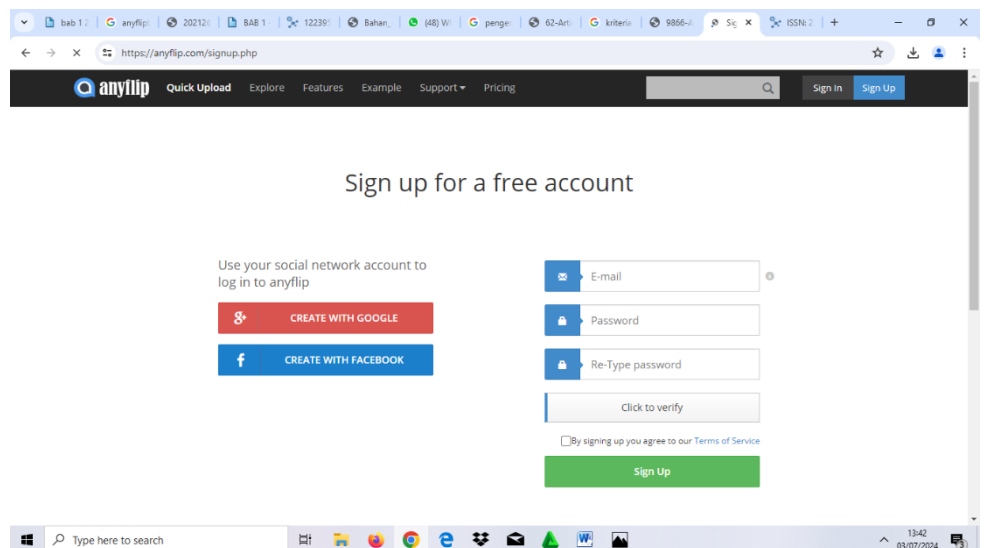 bab 1 2
anyflip
202128
BAB 1 -
122395
Bahan,
(48) Wh
penger
62-Arti
kriteria
9866-A
Sig
ISSN: 2
https://anyflip.com/signup.php
anyflip
Quick Upload
Explore
Features
Example
Support
Pricing
Sign In
Sign Up
Sign up for a free account
Use your social network account to
log in to anyflip
CREATE WITH GOOGLE
CREATE WITH FACEBOOK
E-mail
Password
Re-Type password
Click to verify
By signing up you agree to our Terms of Service
Sign Up
Type here to search
13:42
03/07/2024